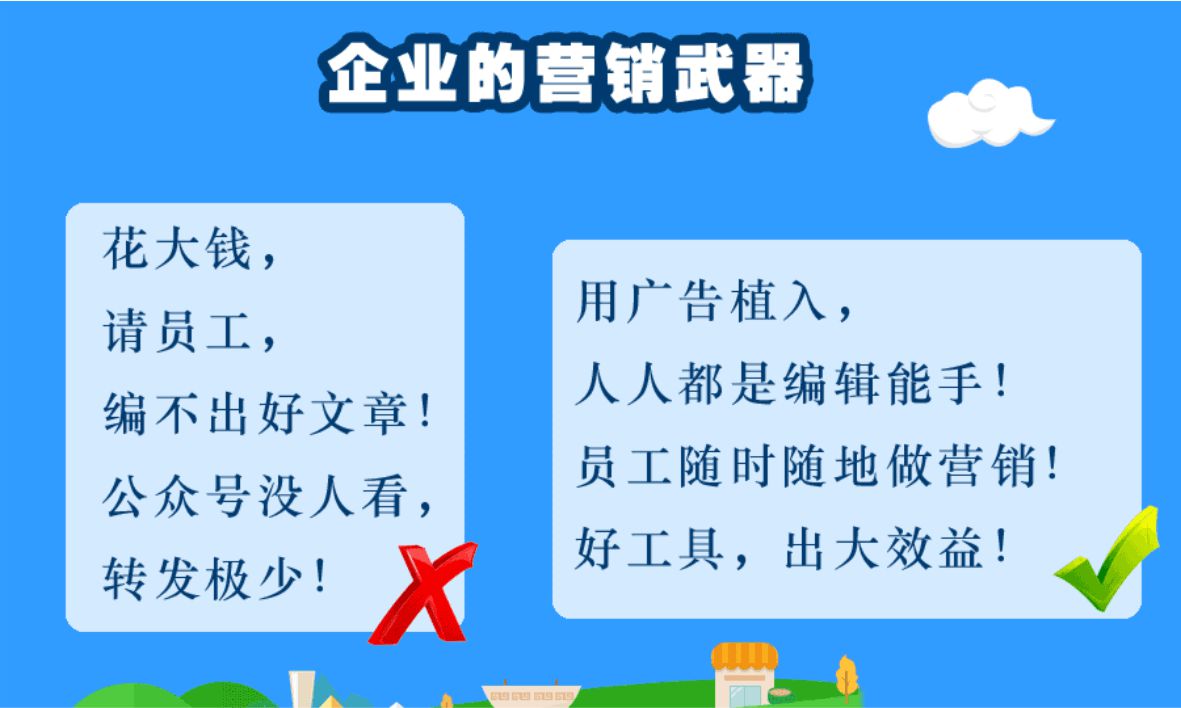 企业的营销武器
花大钱，
请员工，
编不出好文章！
公众号没人看，
转发极少！
用广告植入，
人人都是编辑能手！
员工随时随地做营销！
好工具，出大效益！